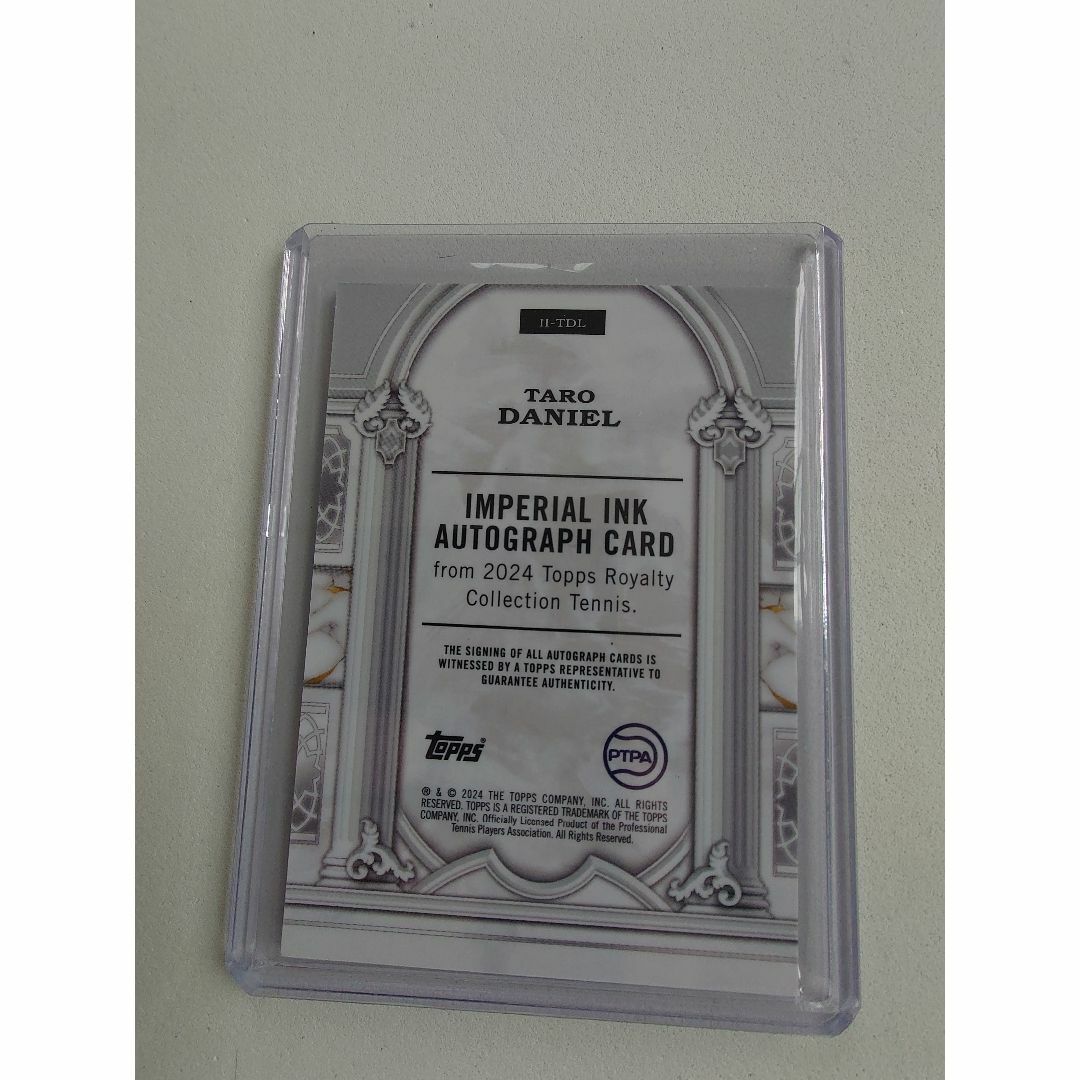 II-TDL
TARO
DANIEL
IMPERIAL INK
AUTOGRAPH CARD
from 2024 Topps Royalty
Collection Tennis.
THE SIGNING OF ALL AUTOGRAPH CARDS IS
WITNESSED BY A TOPPS REPRESENTATIVE TO
GUARANTEE AUTHENTICITY.
topps®
PTPA
® & © 2024 THE TOPPS COMPANY, INC. ALL RIGHTS
RESERVED. TOPPS IS A REGISTERED TRADEMARK OF THE TOPPS
COMPANY, INC. Officially Licensed Product of the Professional
Tennis Players Association. All Rights Reserved.